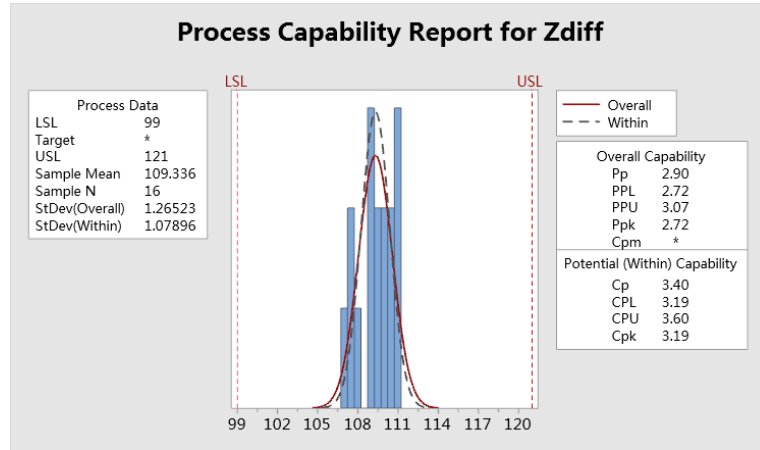 Process Capability Report for Zdiff
LSL USL
Process Data
LSL 99
Target *
USL 121
Sample Mean 109.336
Sample N 16
StDev(Overall) 1.26523
StDev(Within) 1.07896
Overall
Within
Overall Capability
Pp 2.90
PPL 2.72
PPU 3.07
Ppk 2.72
Cpm *
Potential (Within) Capability
Cp 3.40
CPL 3.19
CPU 3.60
Cpk 3.19
99 102 105 108 111 114 117 120